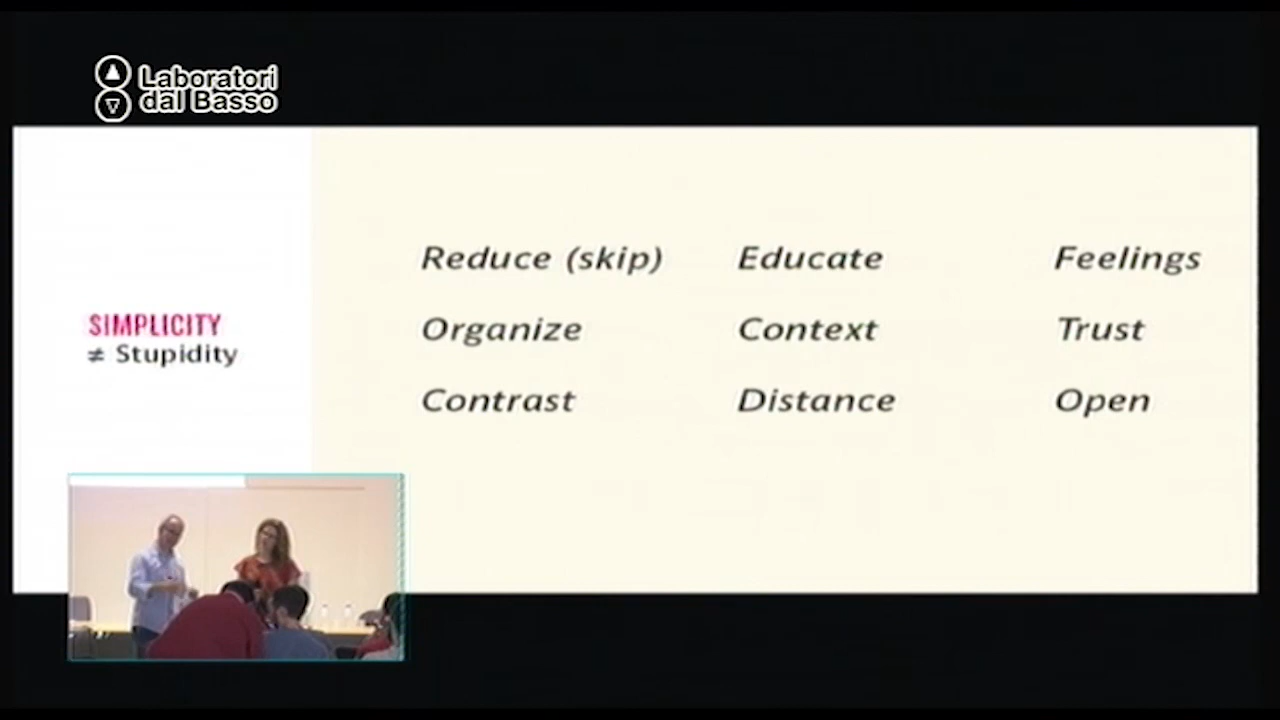 Laboratori
dal Basso
SIMPLICITY
≠ Stupidity
Reduce (skip)
Educate
Feelings
Organize
Context
Trust
Contrast
Distance
Open